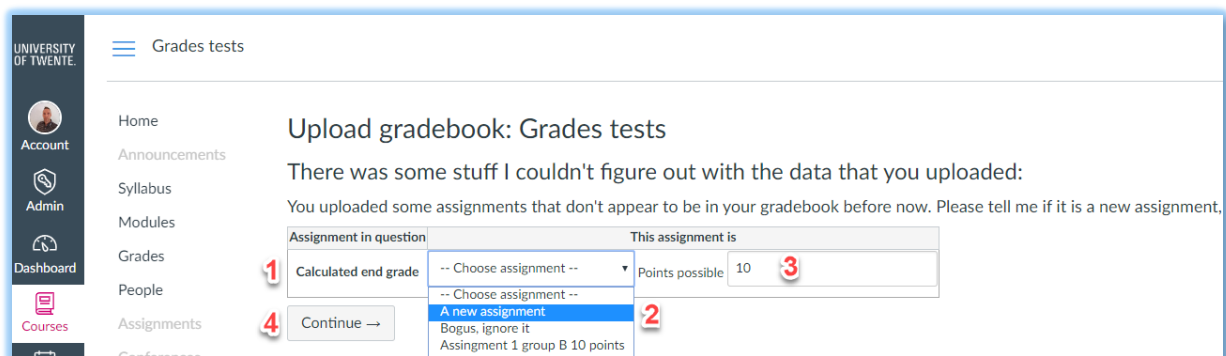 UNIVERSITY
OF TWENTE.
Grades tests
Account
Admin
Dashboard
Courses
Home
Announcements
Syllabus
Modules
Grades
People
Assignments
Conferences
Upload gradebook: Grades tests
There was some stuff I couldn't figure out with the data that you uploaded:
You uploaded some assignments that don't appear to be in your gradebook before now. Please tell me if it is a new assignment,
Assignment in question This assignment is
1 Calculated end grade -- Choose assignment -- Points possible 10 3
-- Choose assignment --
A new assignment 2
Bogus, ignore it
Assingment 1 group B 10 points
4 Continue →